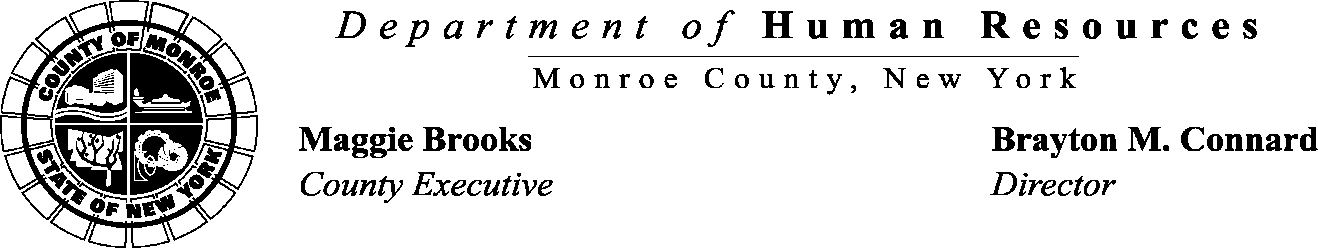 COUNTY OF MONROE
STATE OF NEW YORK
Department of Human Resources
Monroe County, New York
Maggie Brooks
County Executive
Brayton M. Connard
Director